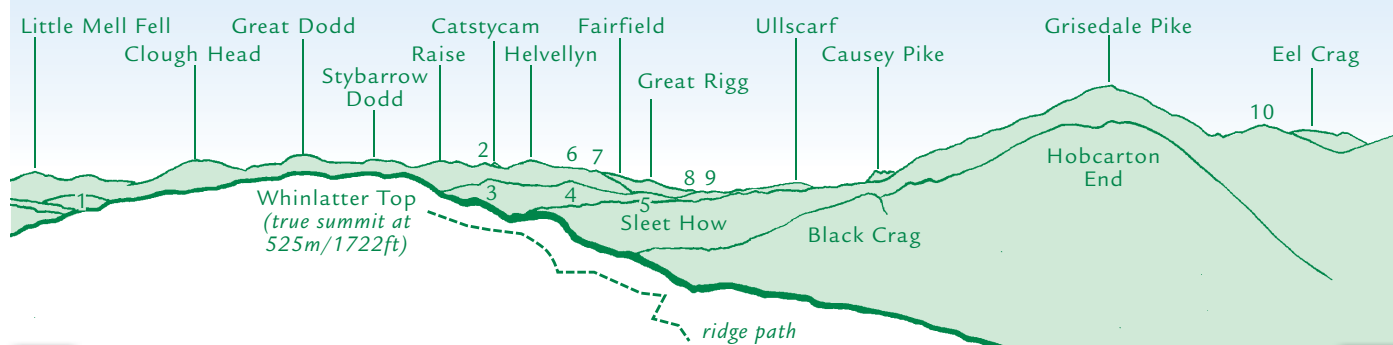 Little Mell Fell
Great Dodd
Catstycam
Fairfield
Ullscarf
Grisedale Pike
Clough Head
Raise
Helvellyn
Causey Pike
Eel Crag
Stybarrow
Dodd
Great Rigg
1
2
3
4
5
6
7
8
9
10
Whinlatter Top
(true summit at
525m/1722ft)
Sleet How
Black Crag
Hobcarton
End
ridge path